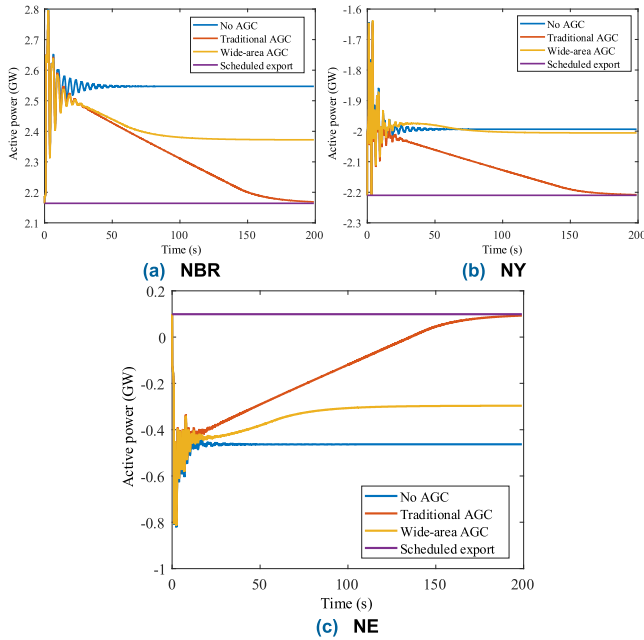 2.8
2.7
2.6
2.5
2.4
2.3
2.2
2.1
Active power (GW)
No AGC
Traditional AGC
Wide-area AGC
Scheduled export
0
50
100
150
200
Time (s)
(a) NBR
-1.6
-1.7
-1.8
-1.9
-2
-2.1
-2.2
-2.3
Active power (GW)
No AGC
Traditional AGC
Wide-area AGC
Scheduled export
0
50
100
150
200
Time (s)
(b) NY
0.2
0
-0.2
-0.4
-0.6
-0.8
-1
Active power (GW)
No AGC
Traditional AGC
Wide-area AGC
Scheduled export
0
50
100
150
200
Time (s)
(c) NE